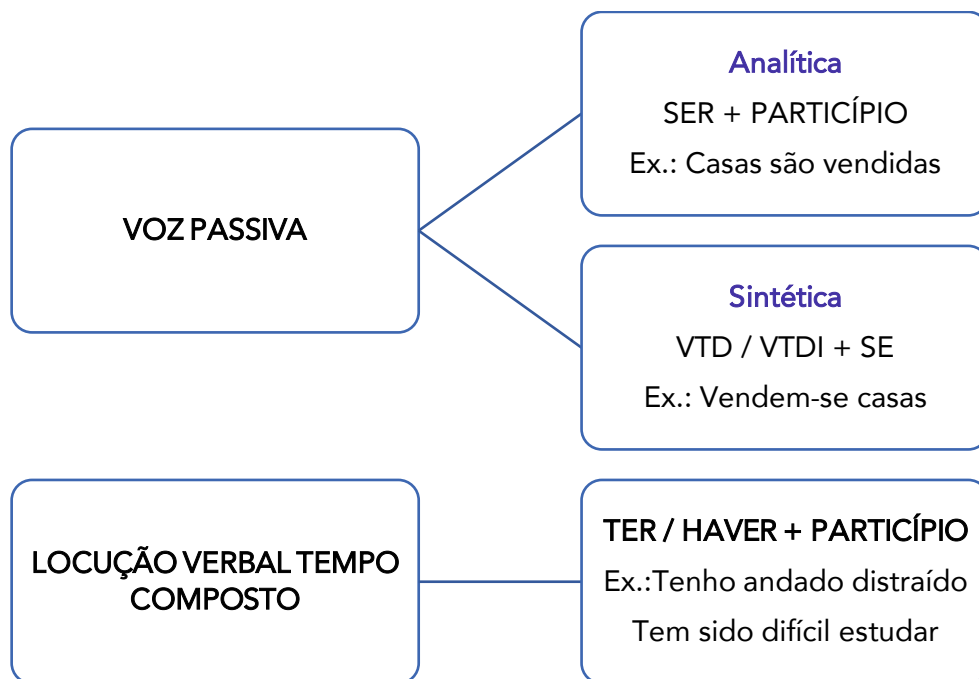 VOZ PASSIVA
Analítica
SER + PARTICÍPIO
Ex.: Casas são vendidas
Sintética
VTD / VTDI + SE
Ex.: Vendem-se casas
LOCUÇÃO VERBAL TEMPO
COMPOSTO
TER / HAVER + PARTICÍPIO
Ex.:Tenho andado distraído
Tem sido difícil estudar